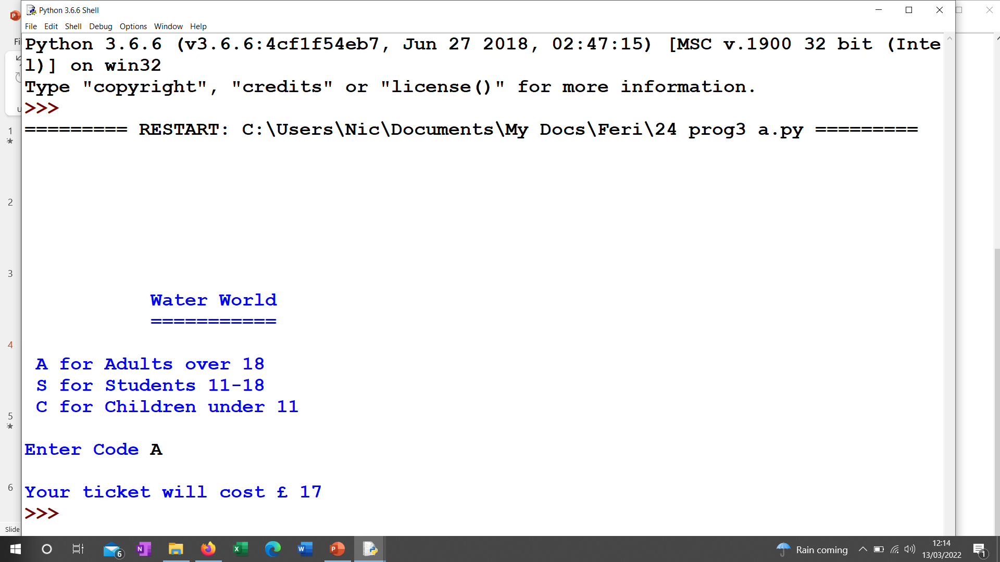 Python 3.6.6 Shell
File Edit Shell Debug Options Window Help
Python 3.6.6 (v3.6.6:4cf1f54eb7, Jun 27 2018, 02:47:15) [MSC v.1900 32 bit (Inte
l)] on win32
Type "copyright", "credits" or "license()" for more information.
>>>
========= RESTART: C:\Users\Nic\Documents\My Docs\Feri\24 prog3 a.py =========
Water World
===========
A for Adults over 18
S for Students 11-18
C for Children under 11
Enter Code A
Your ticket will cost £ 17
>>>
Fi
u
1
2
3
4
5
6
Slide
6
Rain coming
12:14
13/03/2022
1